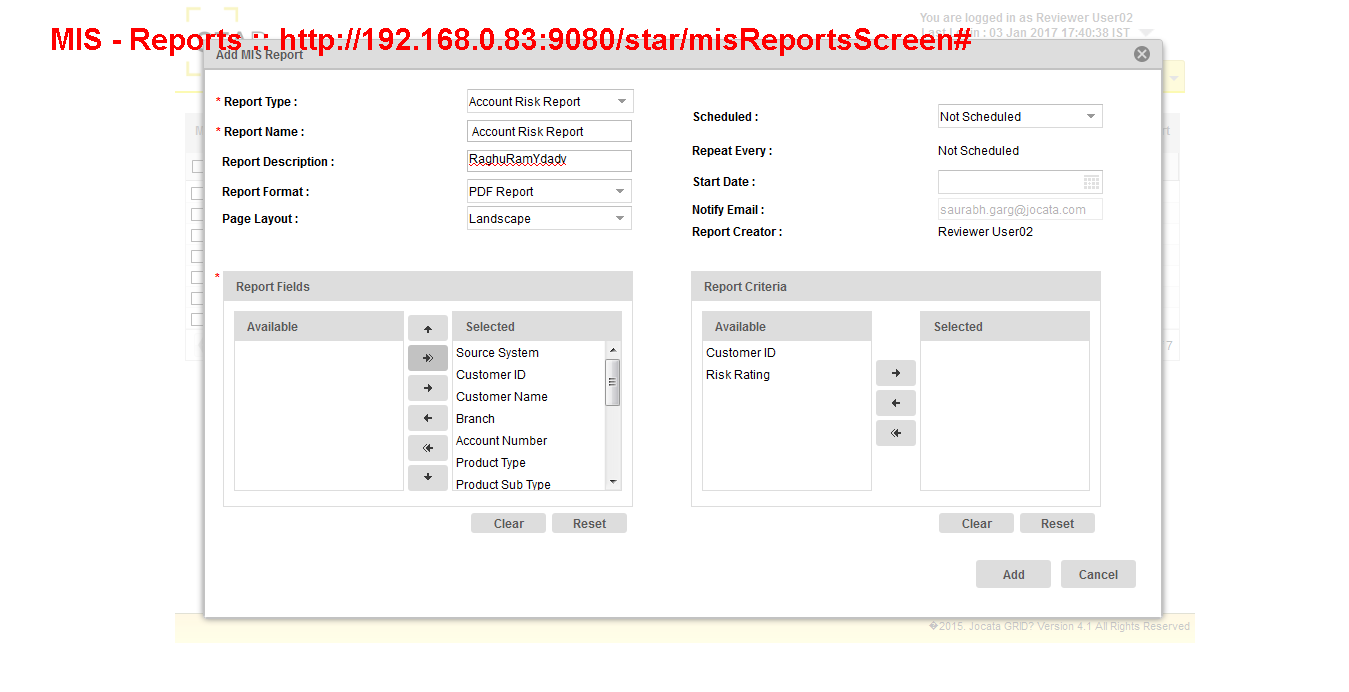 You are logged in as Reviewer User02
MIS - Reports :: http://192.168.0.83:9080/star/misReportsScreen#
: 03 Jan 2017 17:40:38 IST
Add MIS Report
* Report Type :
Account Risk Report
* Report Name :
Account Risk Report
Report Description :
RaghuRamYdady
Report Format :
PDF Report
Page Layout :
Landscape
Scheduled :
Not Scheduled
Repeat Every :
Not Scheduled
Start Date :
Notify Email :
saurabh.garg@jocata.com
Report Creator :
Reviewer User02
*
Report Fields
Available
Selected
Source System
Customer ID
Customer Name
Branch
Account Number
Product Type
Product Sub Type
Clear
Reset
Report Criteria
Available
Selected
Customer ID
Risk Rating
Clear
Reset
Add
Cancel
�2015. Jocata GRID? Version 4.1 All Rights Reserved